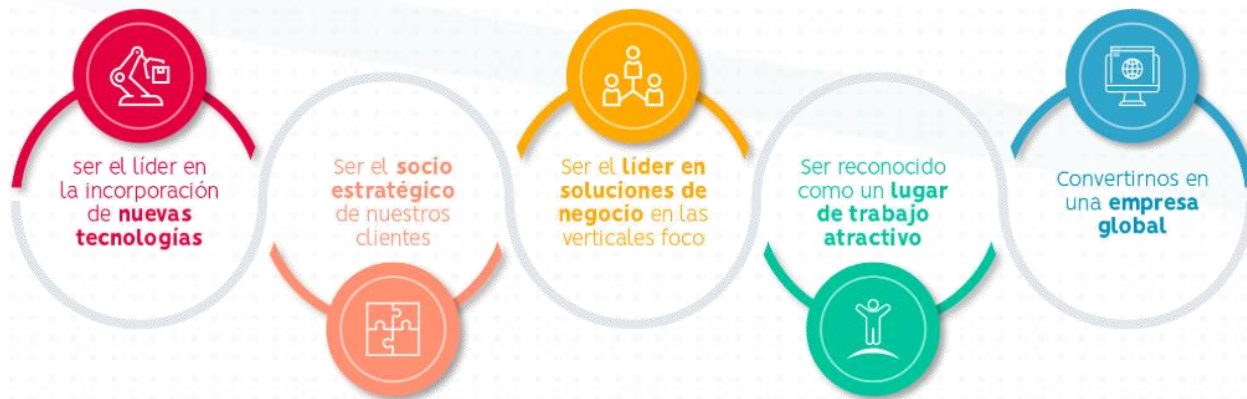 ser el líder en
la incorporación
de nuevas
tecnologías
Ser el socio
estratégico
de nuestros
clientes
Ser el líder en
soluciones de
negocio en las
verticales foco
Ser reconocido
como un lugar
de trabajo
atractivo
Convertirnos en
una empresa
global